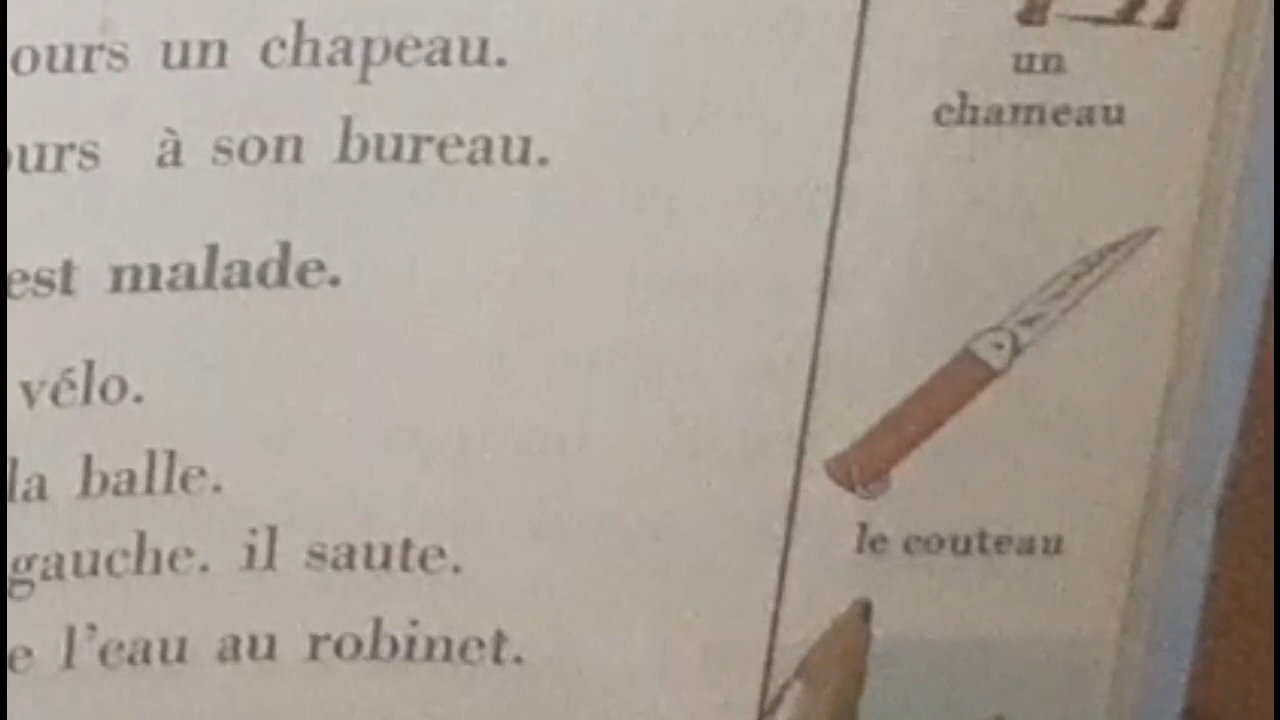 ours un chapeau.
urs à son bureau.
est malade.
vélo.
la balle.
gauche. il saute.
e l'eau au robinet.
un
chameau
le couteau